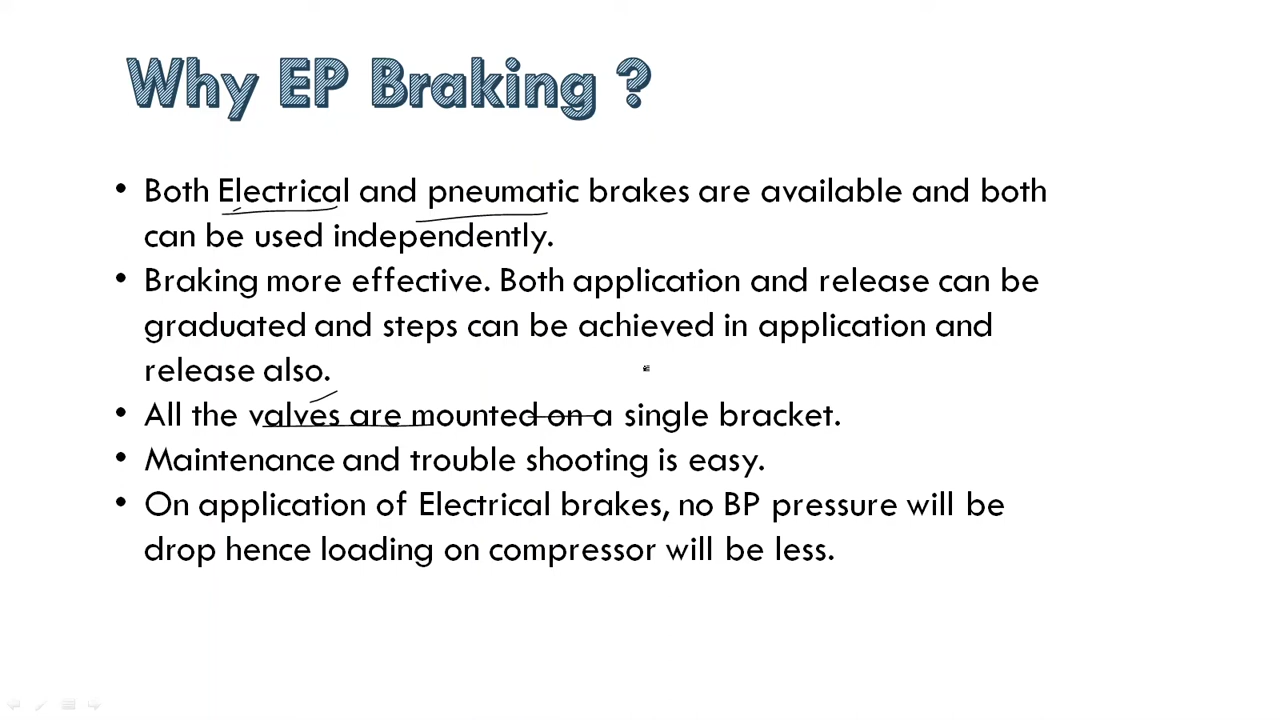 Why EP Braking ?
• Both Electrical and pneumatic brakes are available and both
can be used independently.
• Braking more effective. Both application and release can be
graduated and steps can be achieved in application and
release also.
• All the valves are mounted on a single bracket.
• Maintenance and trouble shooting is easy.
• On application of Electrical brakes, no BP pressure will be
drop hence loading on compressor will be less.